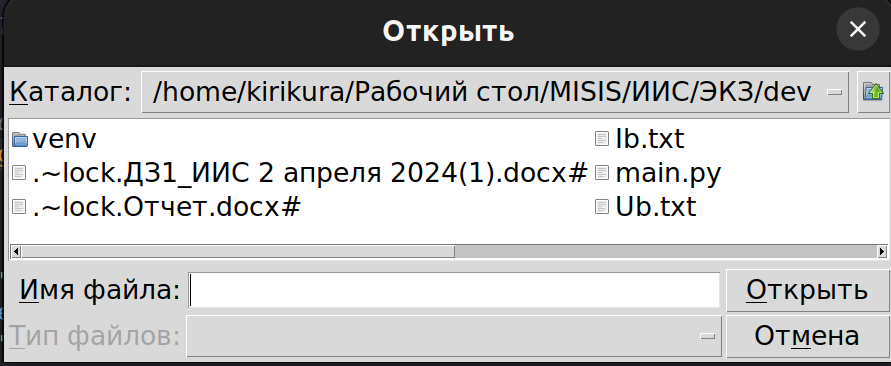 Открыть
Каталог: /home/kirikura/Рабочий стол/MISIS/ИИС/ЭКЗ/dev
venv
.~lock.ДЗ1_ИИС 2 апреля 2024(1).docx#
.~lock.Отчет.docx#
Ib.txt
main.py
Ub.txt
Имя файла: Открыть
Тип файлов: Отмена